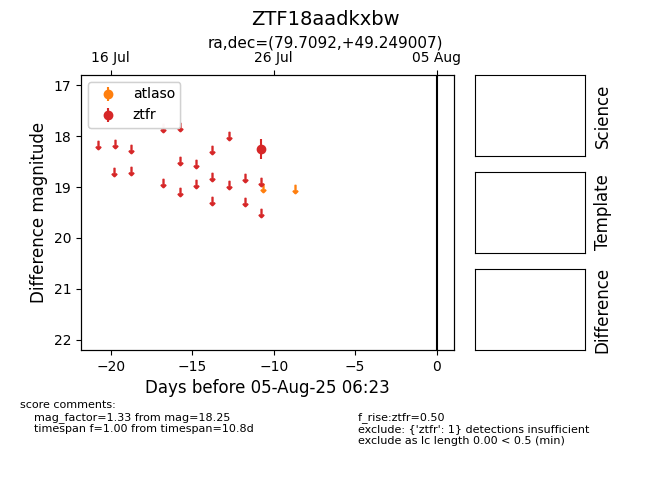 ZTF18aadkxbw
ra,dec=(79.7092,+49.249007)
16 Jul
26 Jul
05 Aug
17
18
19
20
21
22
Difference magnitude
atlaso
ztfr
−20
−15
−10
−5
0
Days before 05-Aug-25 06:23
Science
Template
Difference
score comments:
mag_factor=1.33 from mag=18.25
timespan f=1.00 from timespan=10.8d
f_rise:ztfr=0.50
exclude: {'ztfr': 1} detections insufficient
exclude as lc length 0.00 < 0.5 (min)